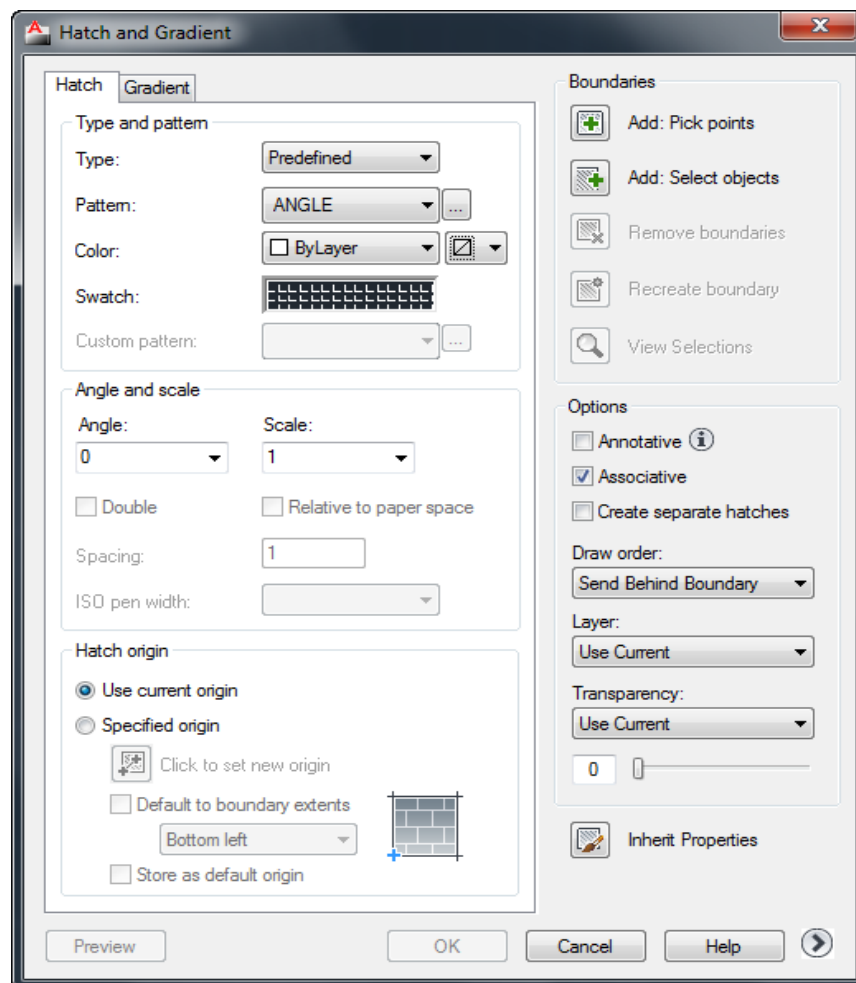 Hatch and Gradient
Hatch
Gradient
Type and pattern
Type:
Predefined
Pattern:
ANGLE
...
Color:
ByLayer
Swatch:
Custom pattern:
...
Angle and scale
Angle:
Scale:
0
1
Double
Relative to paper space
Spacing:
1
ISO pen width:
Hatch origin
Use current origin
Specified origin
Click to set new origin
Default to boundary extents
Bottom left
Store as default origin
Boundaries
Add: Pick points
Add: Select objects
Remove boundaries
Recreate boundary
View Selections
Options
Annotative
Associative
Create separate hatches
Draw order:
Send Behind Boundary
Layer:
Use Current
Transparency:
Use Current
0
Inherit Properties
Preview
OK
Cancel
Help